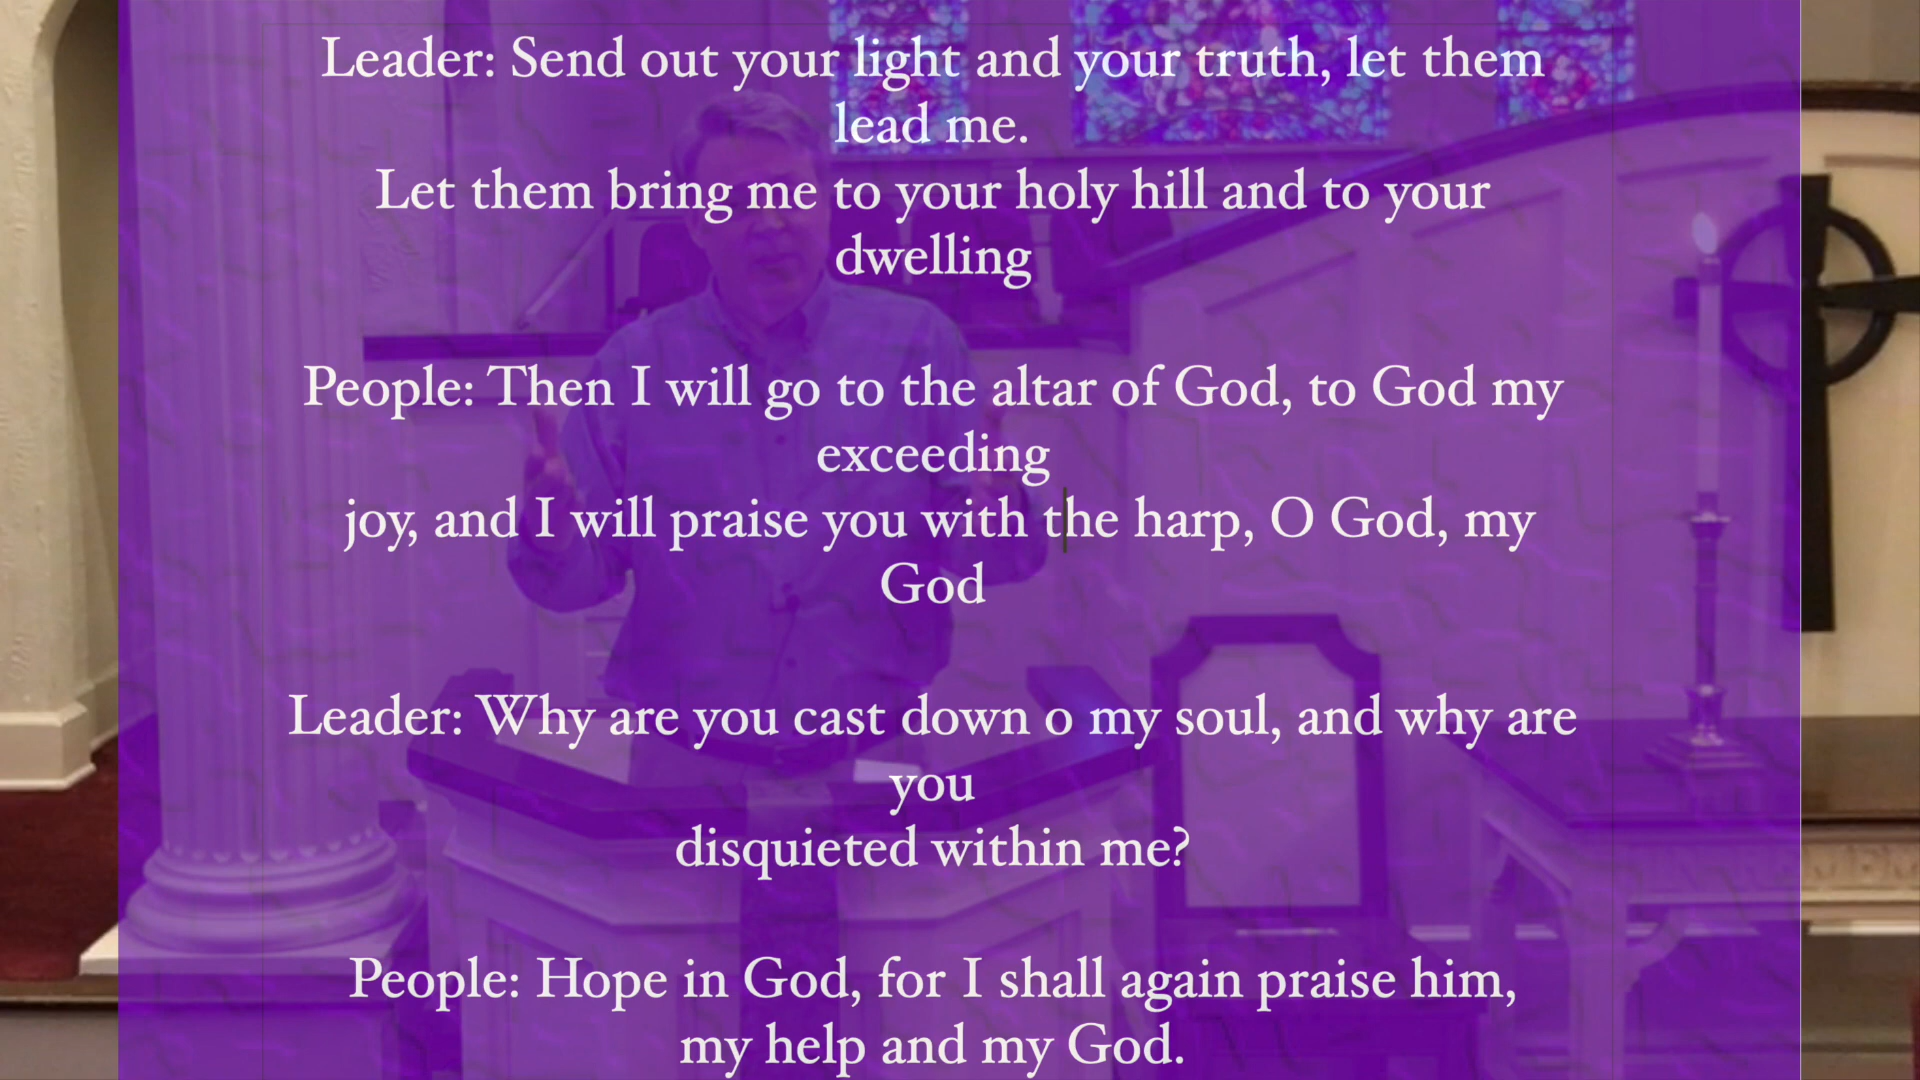 Leader: Send out your light and your truth, let them
lead me.
Let them bring me to your holy hill and to your
dwelling
People: Then I will go to the altar of God, to God my
exceeding
joy, and I will praise you with the harp, O God, my
God
Leader: Why are you cast down o my soul, and why are
you
disquieted within me?
People: Hope in God, for I shall again praise him,
my help and my God.